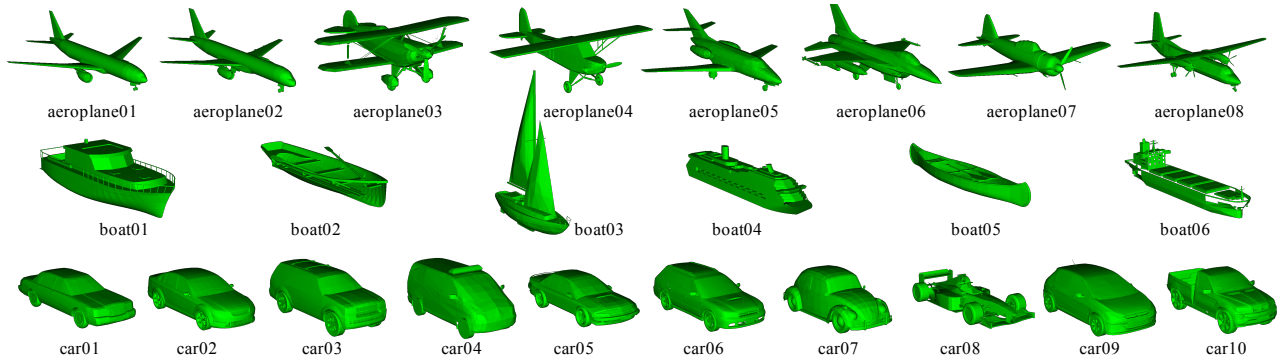 aeroplane01 aeroplane02 aeroplane03 aeroplane04 aeroplane05 aeroplane06 aeroplane07 aeroplane08
boat01 boat02 boat03 boat04 boat05 boat06
car01 car02 car03 car04 car05 car06 car07 car08 car09 car10